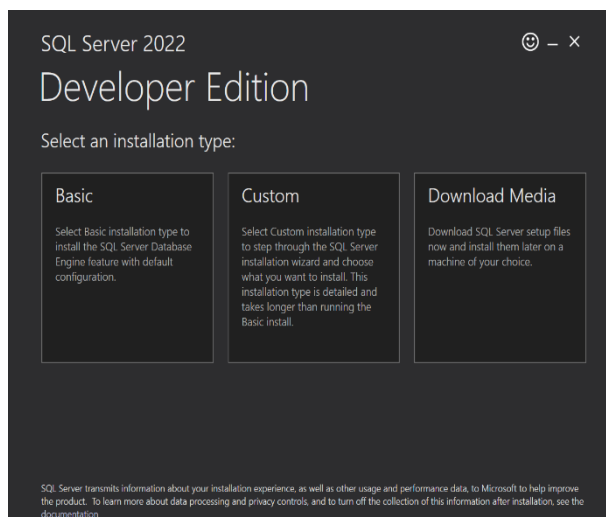 SQL Server 2022
Developer Edition
Select an installation type:
Basic
Select Basic installation type to
install the SQL Server Database
Engine feature with default
configuration.
Custom
Select Custom installation type
to step through the SQL Server
installation wizard and choose
what you want to install. This
installation type is detailed and
takes longer than running the
Basic install.
Download Media
Download SQL Server setup files
now and install them later on a
machine of your choice.
SQL Server transmits information about your installation experience, as well as other usage and performance data, to Microsoft to help improve
the product. To learn more about data processing and privacy controls, and to turn off the collection of this information after installation, see the
documentation